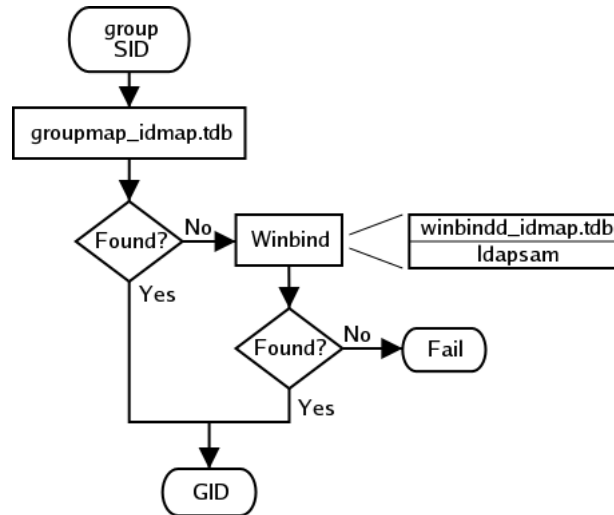 group
SID
groupmap_idmap.tdb
Found?
No
Winbind
winbindd_idmap.tdb
ldapsam
Yes
Found?
No
Fail
Yes
GID